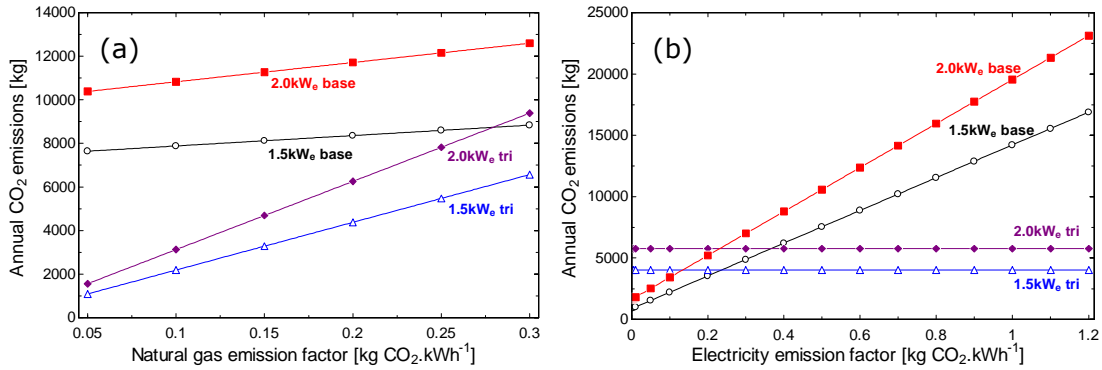 (a)
Annual CO₂ emissions [kg]
14000
12000
10000
8000
6000
4000
2000
0
2.0kWₑ base
1.5kWₑ base
2.0kWₑ tri
1.5kWₑ tri
0.05 0.1 0.15 0.2 0.25 0.3
Natural gas emission factor [kg CO₂.kWh⁻¹]
(b)
Annual CO₂ emissions [kg]
25000
20000
15000
10000
5000
0
2.0kWₑ base
1.5kWₑ base
2.0kWₑ tri
1.5kWₑ tri
0 0.2 0.4 0.6 0.8 1 1.2
Electricity emission factor [kg CO₂.kWh⁻¹]